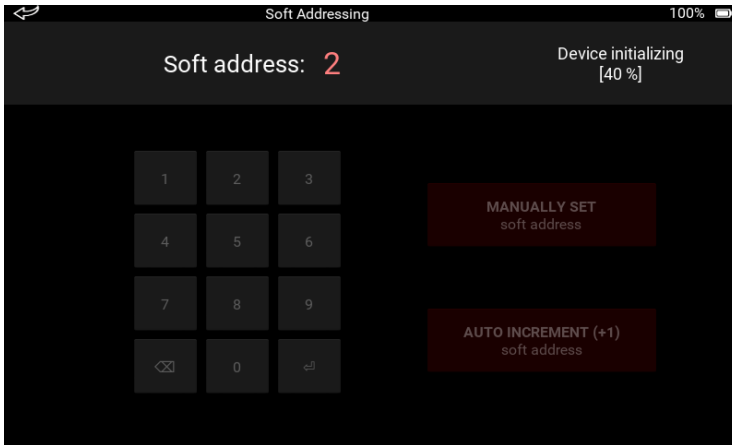 Soft Addressing
100%
Soft address: 2
Device initializing
[40 %]
1 2 3
4 5 6
7 8 9
0
MANUALLY SET
soft address
AUTO INCREMENT (+1)
soft address